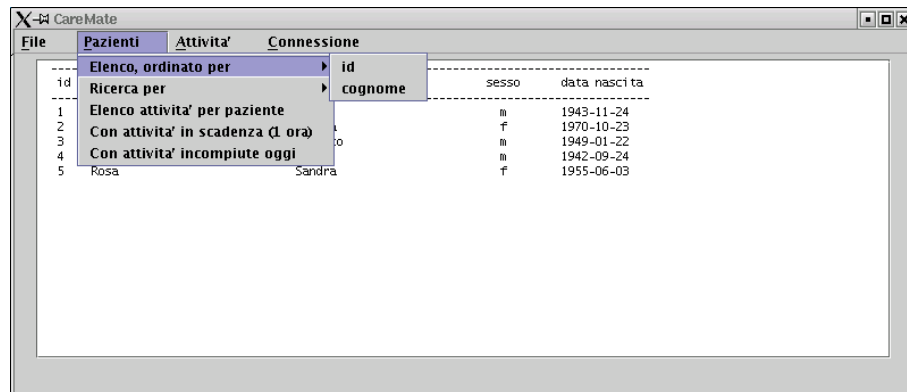 CareMate
File Pazienti Attivita' Connessione
Elenco, ordinato per id
id sesso data nascita
Ricerca per cognome
1 Elenco attivita' per paziente m 1943-11-24
2 Con attivita' in scadenza (1 ora) f 1970-10-23
3 m 1949-01-22
4 Con attivita' incompiute oggi m 1942-09-24
5 Rosa Sandra f 1955-06-03